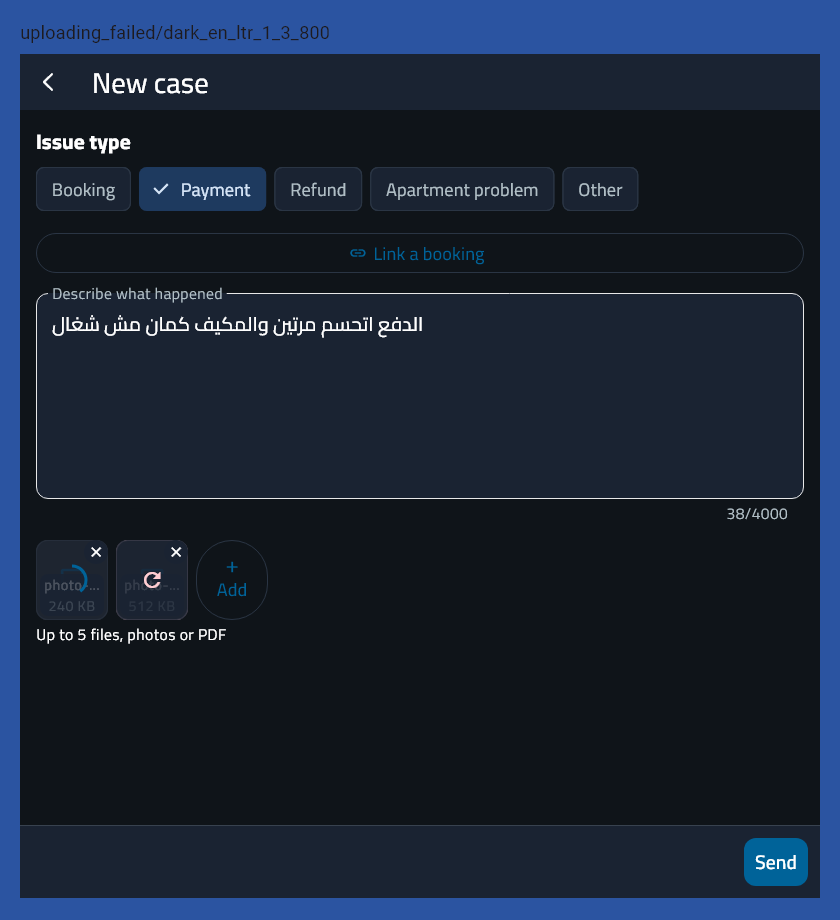 uploading_failed/dark_en_ltr_1_3_800
New case
Issue type
Booking
Payment
Refund
Apartment problem
Other
Link a booking
Describe what happened
الدفع اتحسم مرتين والمكيف كمان مش شغال
38/4000
photo-...
240 KB
photo-...
512 KB
+
Add
Up to 5 files, photos or PDF
Send